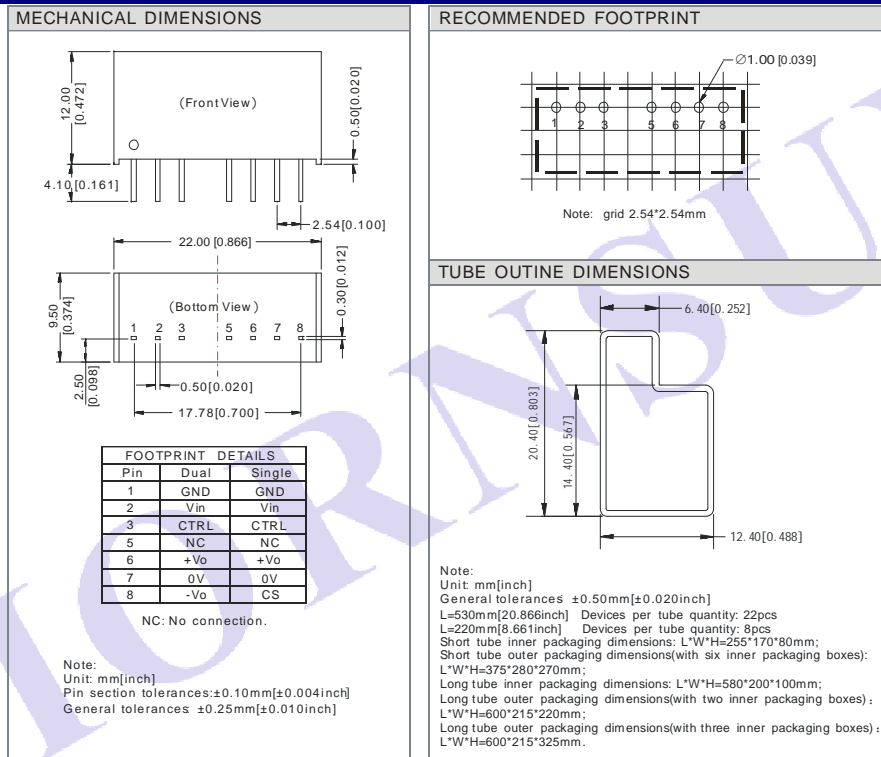 MECHANICAL DIMENSIONS
12.00
[0.472]
(Front View)
0.50[0.020]
4.10[0.161]
2.54[0.100]
22.00[0.866]
0.30[0.012]
9.50
[0.374]
(Bottom View)
1 2 3 5 6 7 8
2.50
[0.098]
0.50[0.020]
17.78[0.700]
FOOTPRINT DETAILS
Pin Dual Single
1 GND GND
2 Vin Vin
3 CTRL CTRL
5 NC NC
6 +Vo +Vo
7 0V 0V
8 -Vo CS
NC: No connection.
Note:
Unit: mm[inch]
Pin section tolerances:±0.10mm[±0.004inch]
General tolerances: ±0.25mm[±0.010inch]
RECOMMENDED FOOTPRINT
∅1.00[0.039]
1 2 3 5 6 7 8
Note: grid 2.54*2.54mm
TUBE OUTINE DIMENSIONS
6.40[0.252]
20.40[0.803]
14.40[0.567]
12.40[0.488]
Note:
Unit: mm[inch]
General tolerances: ±0.50mm[±0.020inch]
L=530mm[20.866inch] Devices per tube quantity: 22pcs
L=220mm[8.661inch] Devices per tube quantity: 8pcs
Short tube inner packaging dimensions: L*W*H=255*170*80mm;
Short tube outer packaging dimensions(with six inner packaging boxes):
L*W*H=375*280*270mm;
Long tube inner packaging dimensions: L*W*H=580*200*100mm;
Long tube outer packaging dimensions(with two inner packaging boxes):
L*W*H=600*215*220mm;
Long tube outer packaging dimensions(with three inner packaging boxes):
L*W*H=600*215*325mm.